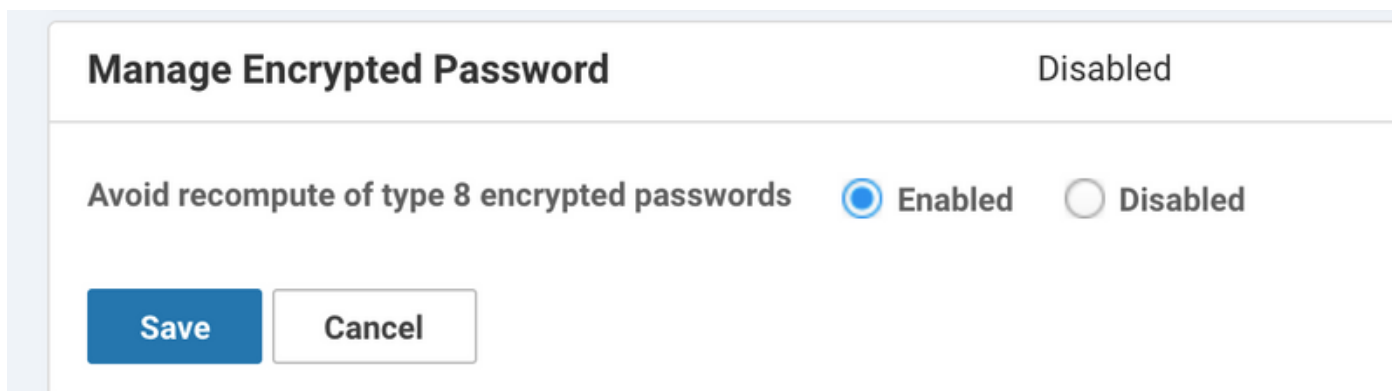 Manage Encrypted Password Disabled
Avoid recompute of type 8 encrypted passwords Enabled Disabled
Save Cancel